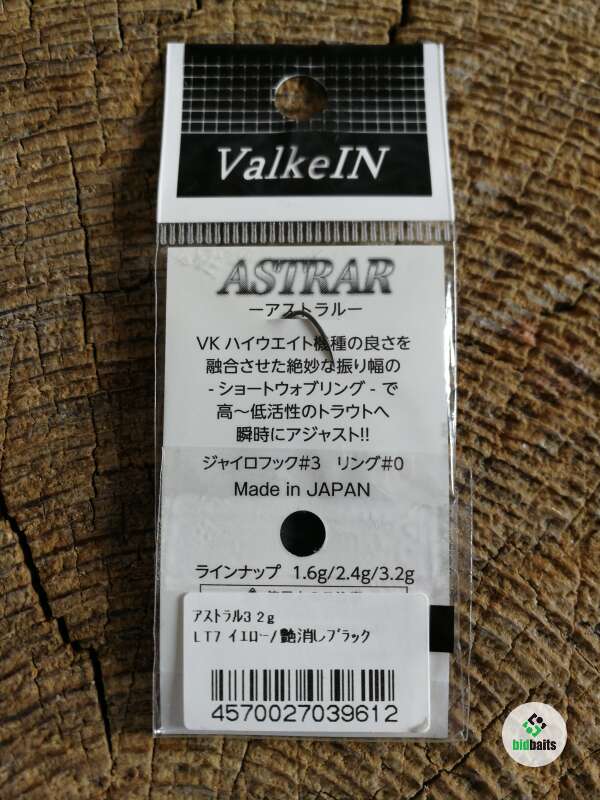 ValkeIN
ASTRAR
ーアストラルー
VK ハイウエイト機種の良さを
融合させた絶妙な振り幅の
- ショートウォブリング - で
高〜低活性のトラウトへ
瞬時にアジャスト!!
ジャイロフック#3 リング#0
Made in JAPAN
ラインナップ 1.6g/2.4g/3.2g
アストラル3 2g
LT7 イエロー/艶消しブラック
4570027039612
bidbaits